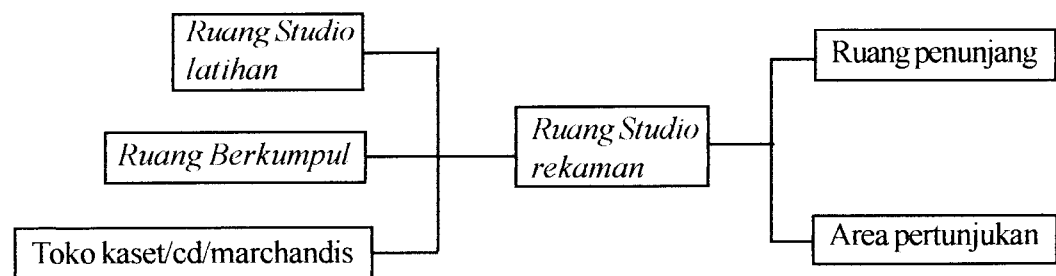 Ruang Studio
latihan
Ruang Berkumpul
Toko kaset/cd/marchandis
Ruang Studio
rekaman
Ruang penunjang
Area pertunjukan